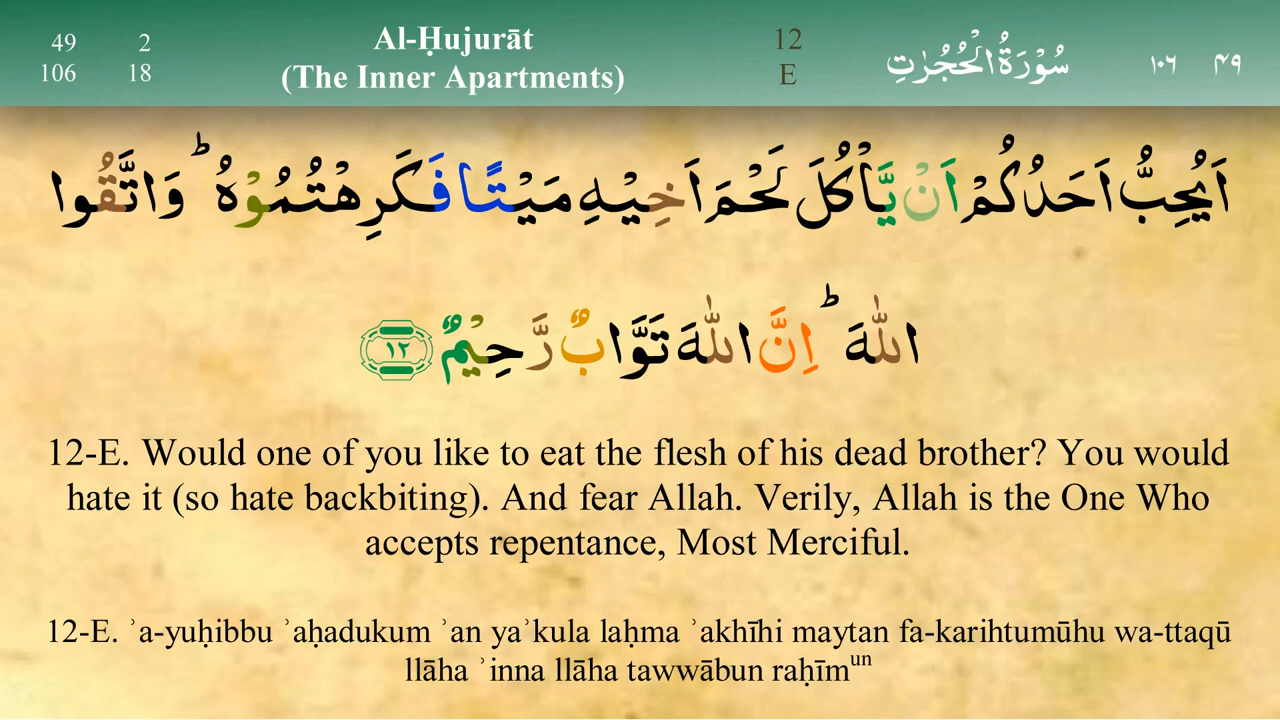 49 2 Al-Ḥujurāt 12 سُوْرَةُ الْحُجُرٰتِ ١٠٦ ۴۹
106 18 (The Inner Apartments) E
اَيُحِبُّ اَحَدُكُمْ اَنْ يَّاْكُلَ لَحْمَ اَخِيْهِ مَيْتًا فَكَرِهْتُمُوْهُ ؕ وَاتَّقُوا
اللّٰهَ ؕ اِنَّ اللّٰهَ تَوَّابٌ رَّحِيْمٌ ١٢
12-E. Would one of you like to eat the flesh of his dead brother? You would
hate it (so hate backbiting). And fear Allah. Verily, Allah is the One Who
accepts repentance, Most Merciful.
12-E. ʾa-yuḥibbu ʾaḥadukum ʾan yaʾkula laḥma ʾakhīhi maytan fa-karihtumūhu wa-ttaqū
llāha ʾinna llāha tawwābun raḥīmᵘⁿ